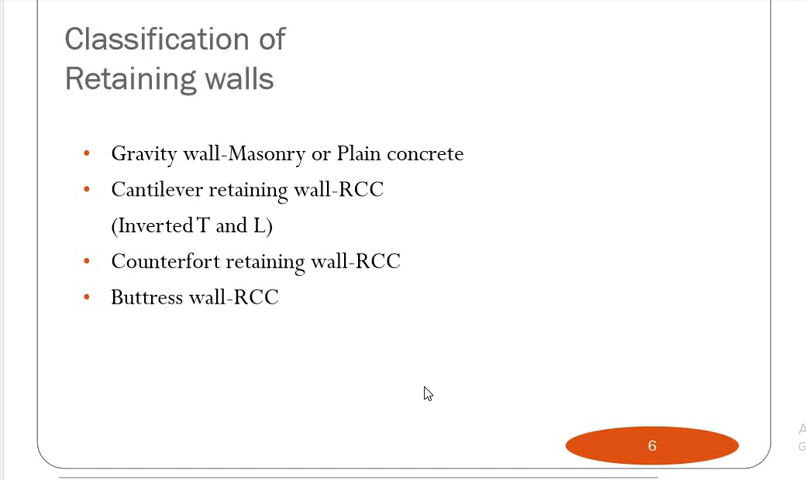 Classification of
Retaining walls
• Gravity wall-Masonry or Plain concrete
• Cantilever retaining wall-RCC
(Inverted T and L)
• Counterfort retaining wall-RCC
• Buttress wall-RCC
6